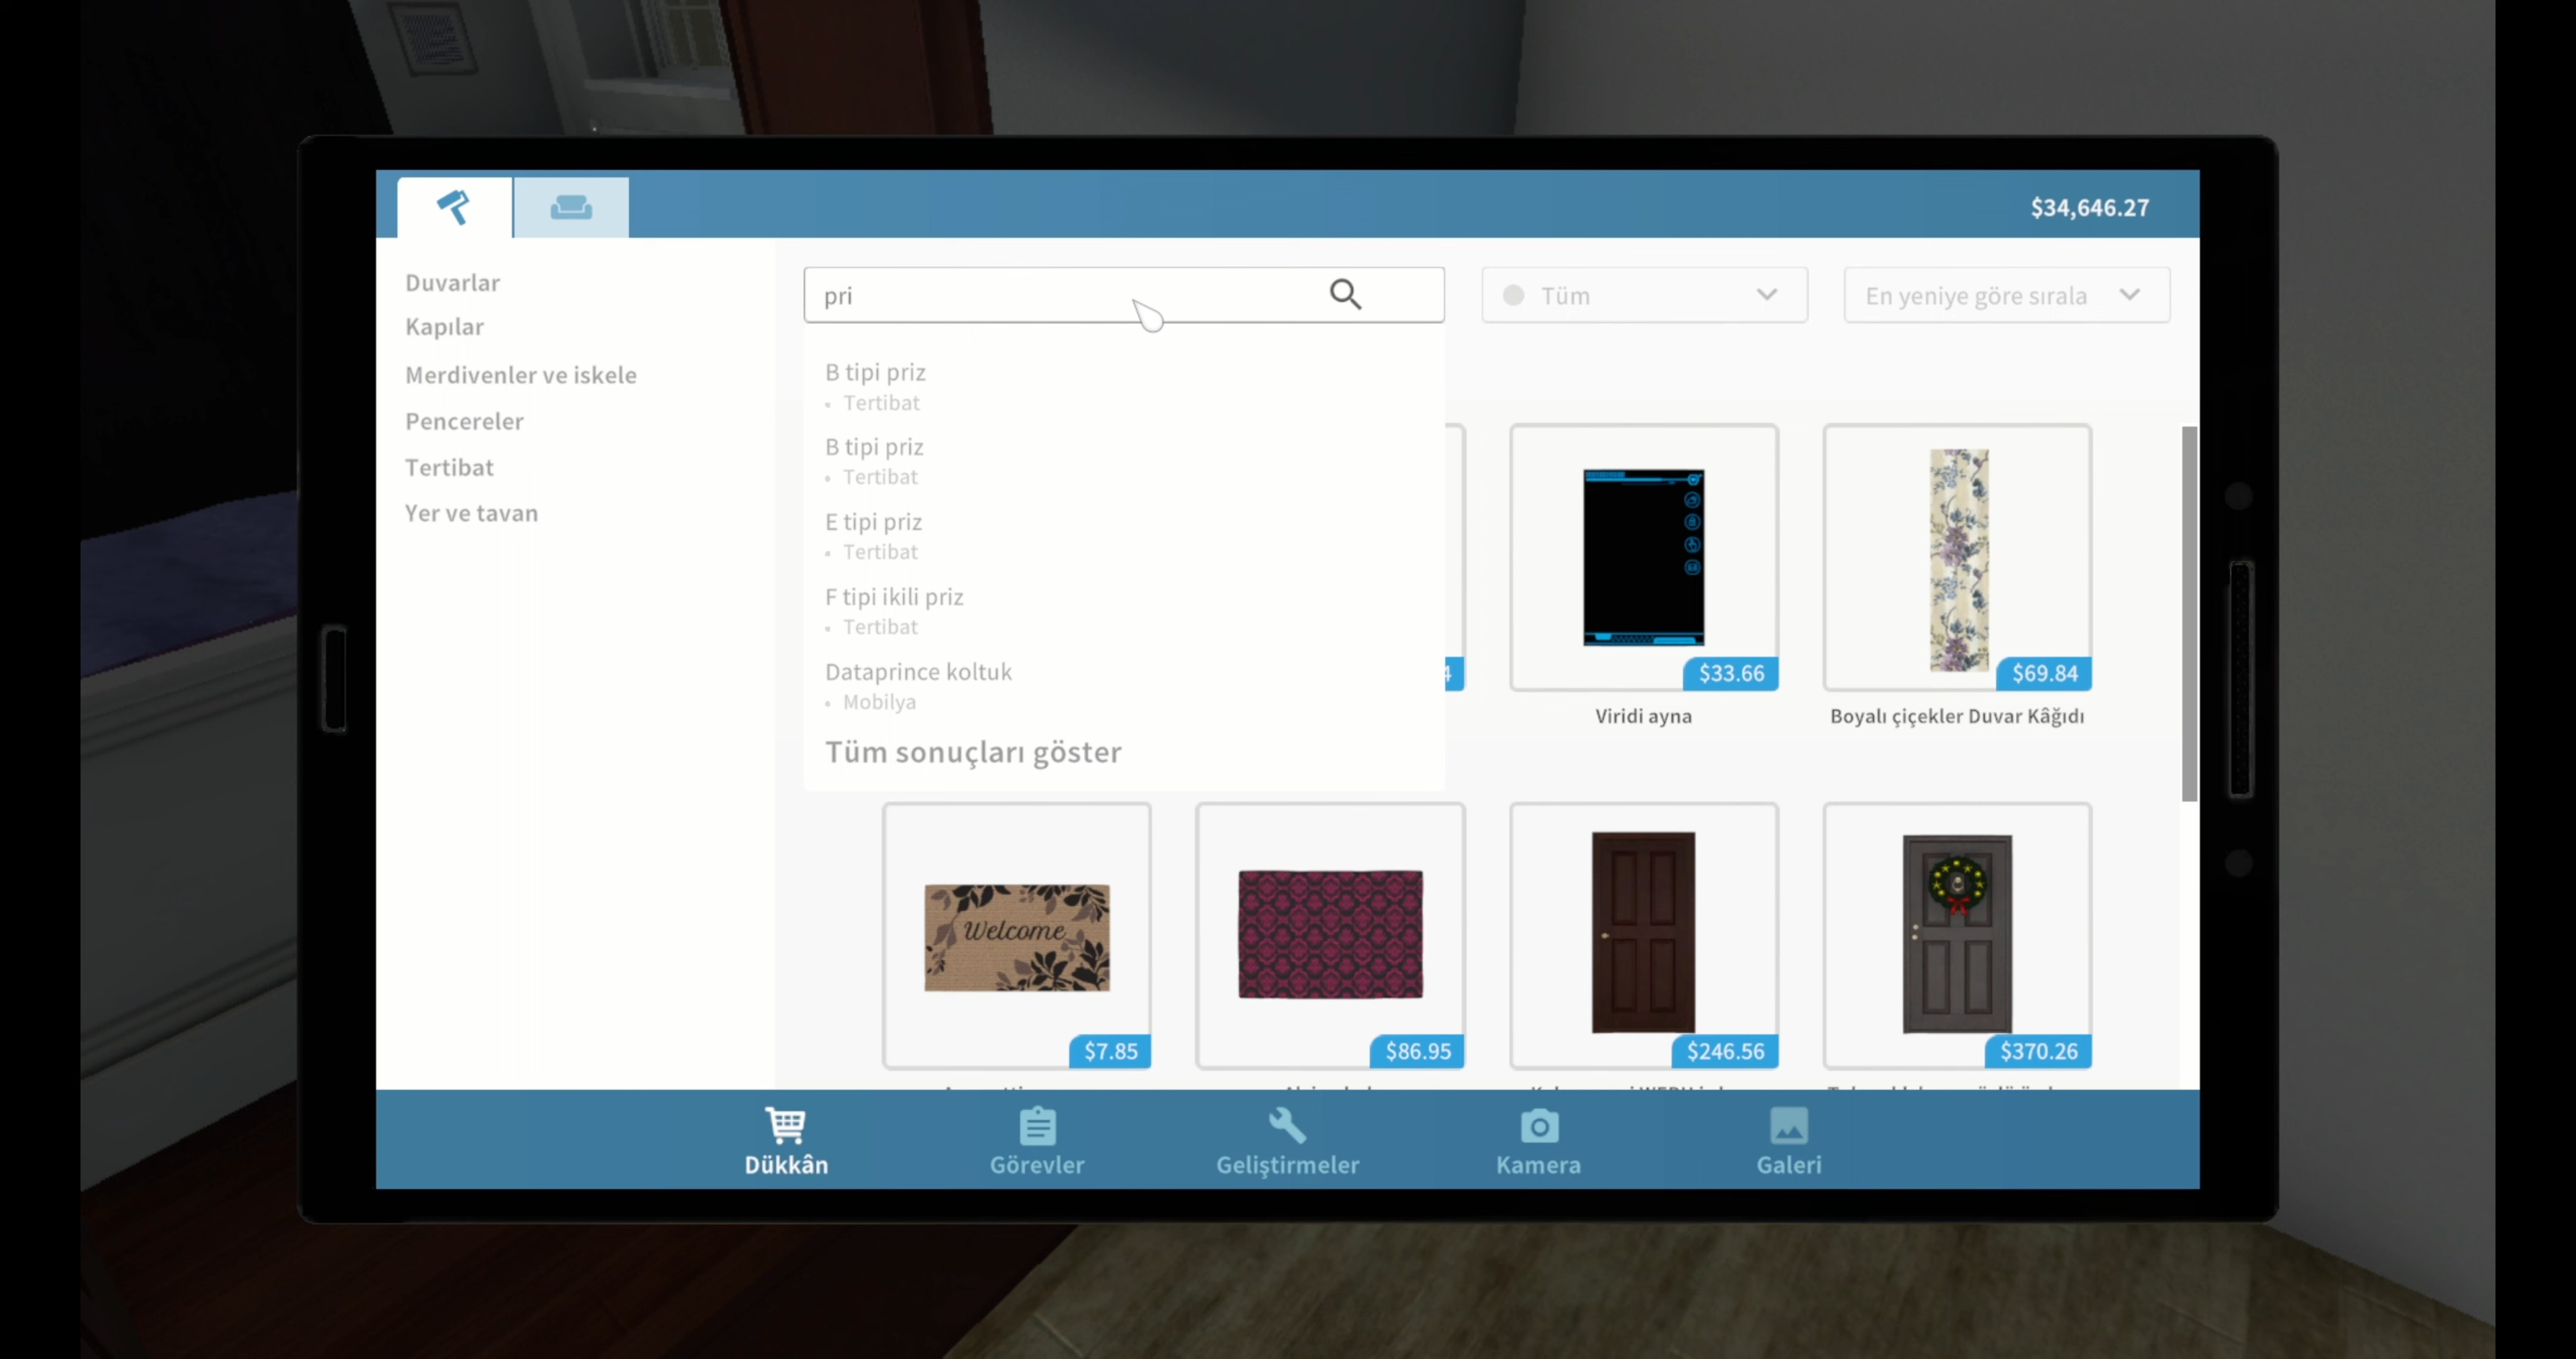 $34,646.27
Duvarlar
Kapılar
Merdivenler ve iskele
Pencereler
Tertibat
Yer ve tavan
pri
Tüm
En yeniye göre sırala
B tipi priz
• Tertibat
B tipi priz
• Tertibat
E tipi priz
• Tertibat
F tipi ikili priz
• Tertibat
Dataprince koltuk
• Mobilya
Tüm sonuçları göster
$33.66
$69.84
Viridi ayna
Boyalı çiçekler Duvar Kâğıdı
Welcome
$7.85
$86.95
$246.56
$370.26
Dükkân
Görevler
Geliştirmeler
Kamera
Galeri